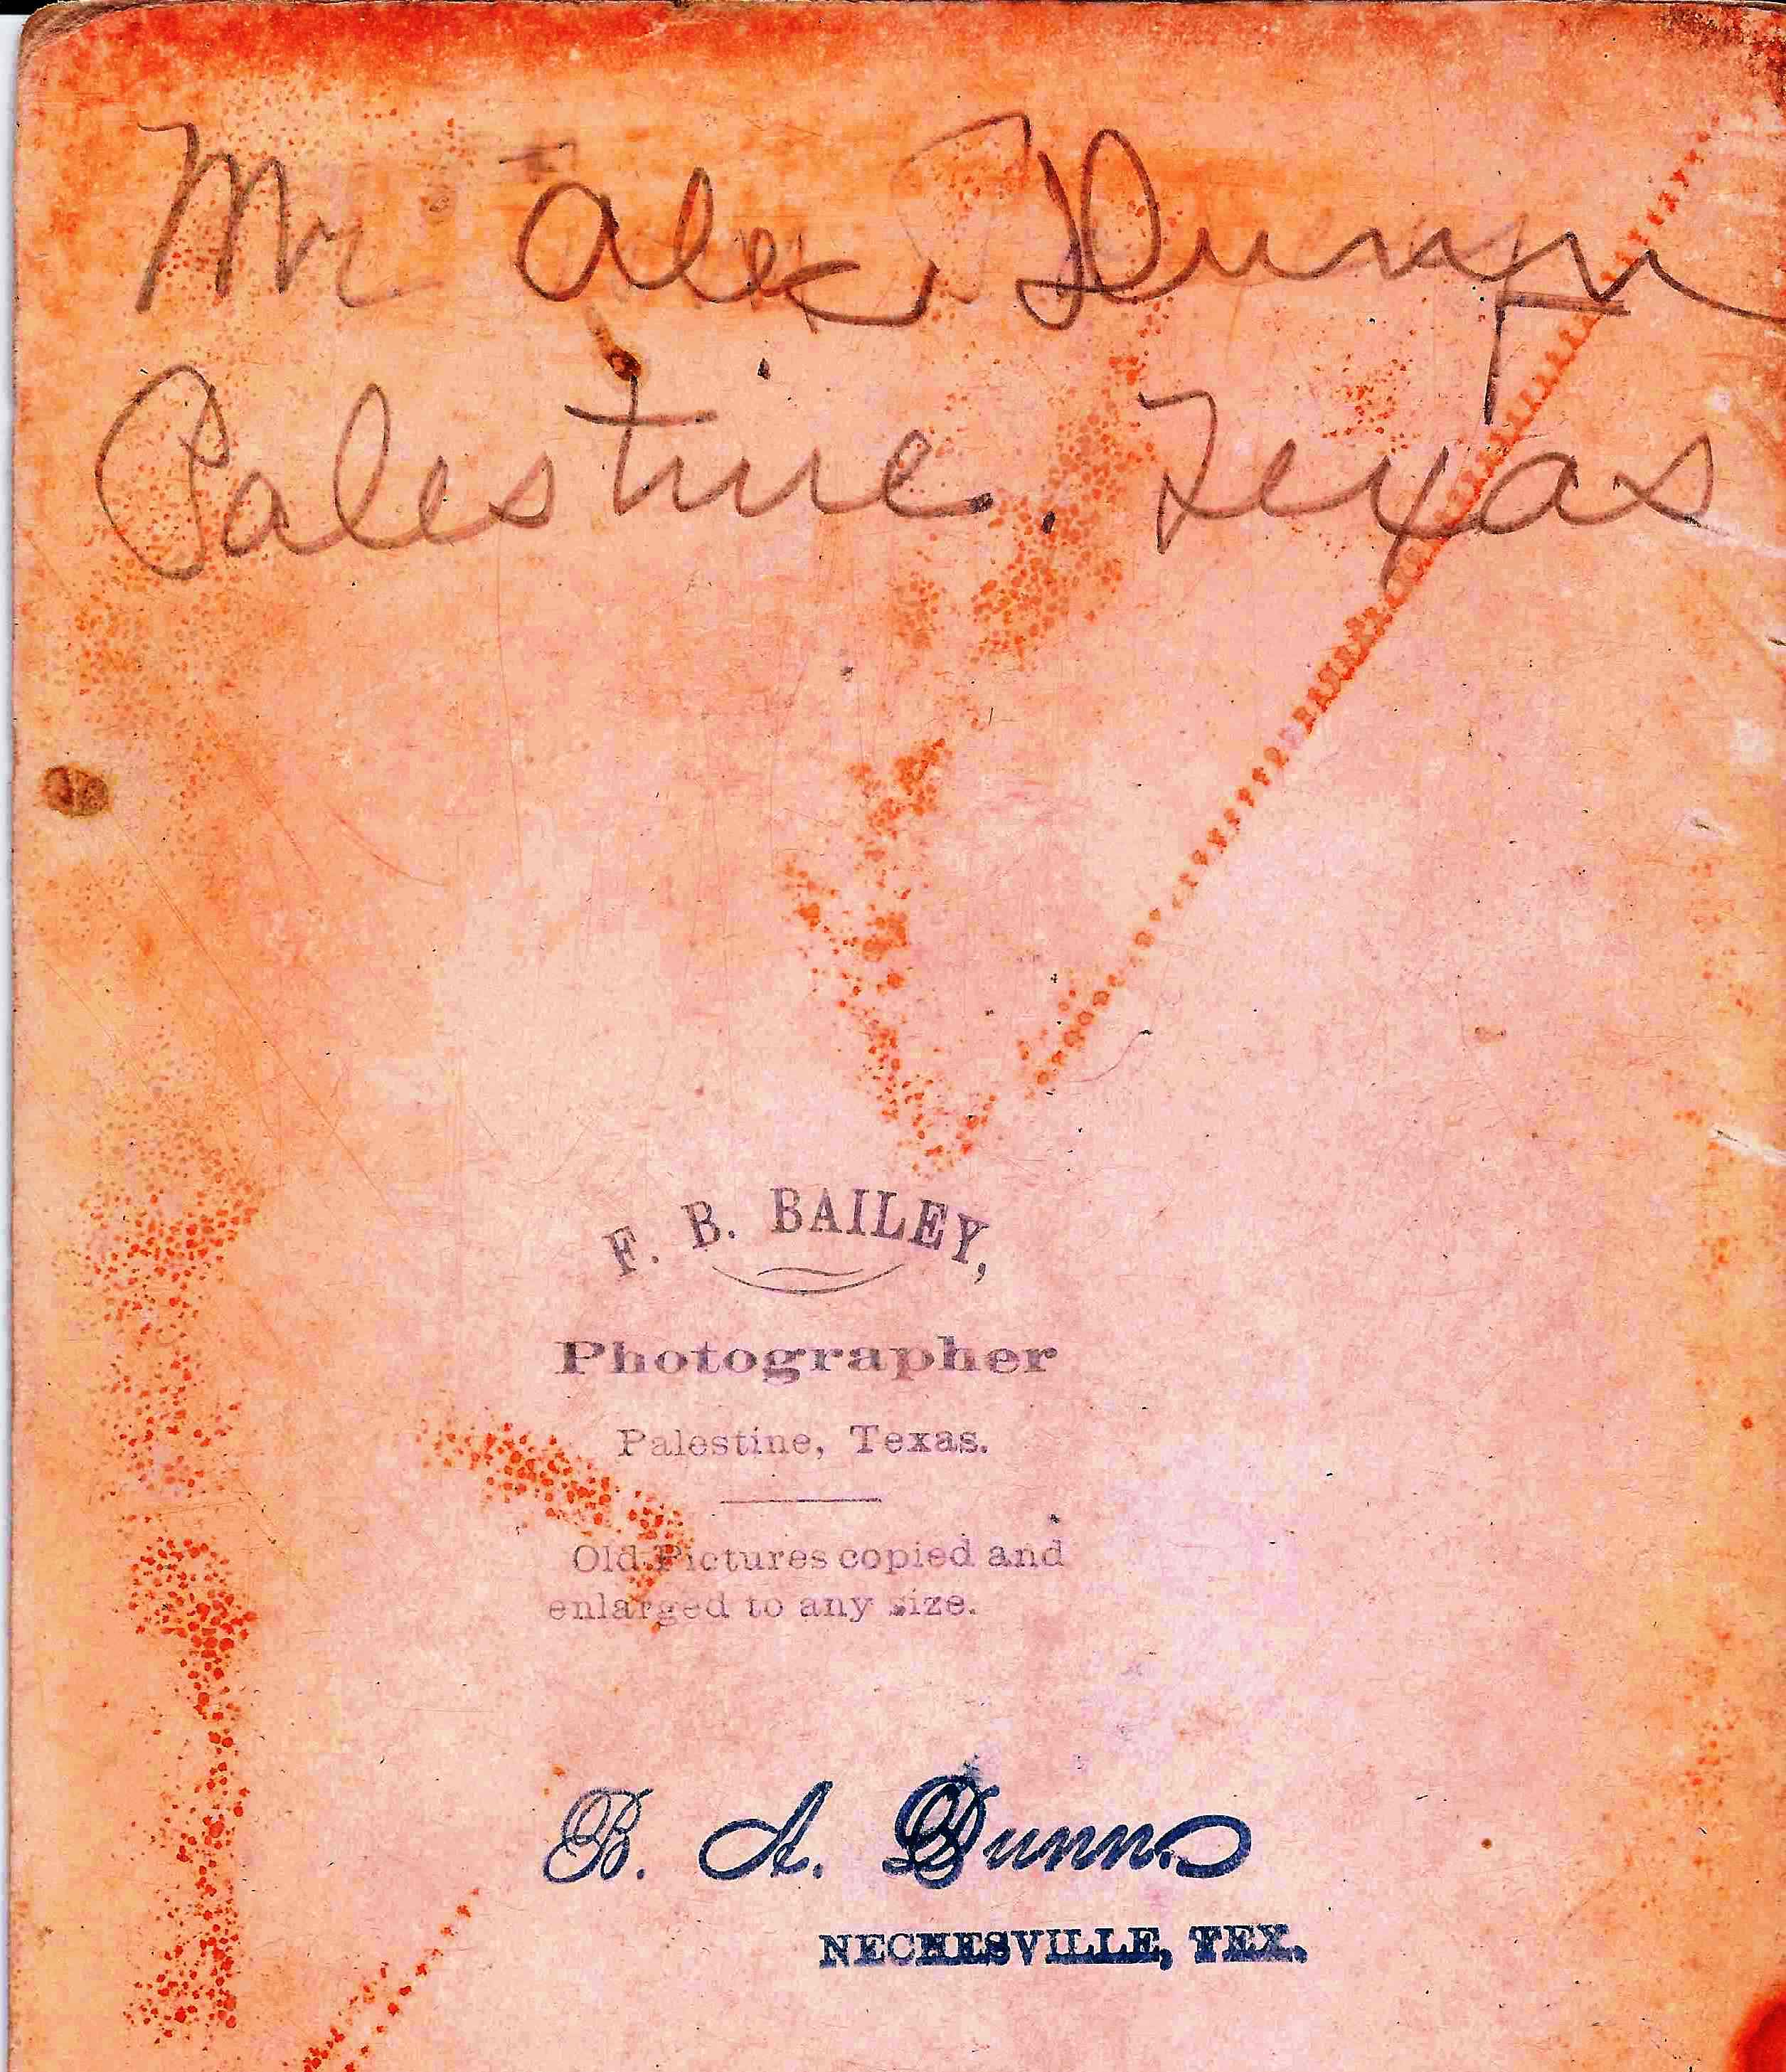 Mr Alex.
Palestine. Texas
F. B. BAILEY,
Photographer
Palestine, Texas.
Old Pictures copied and
enlarged to any size.
B. A. Dunn.
NECHESVILLE, TEX.